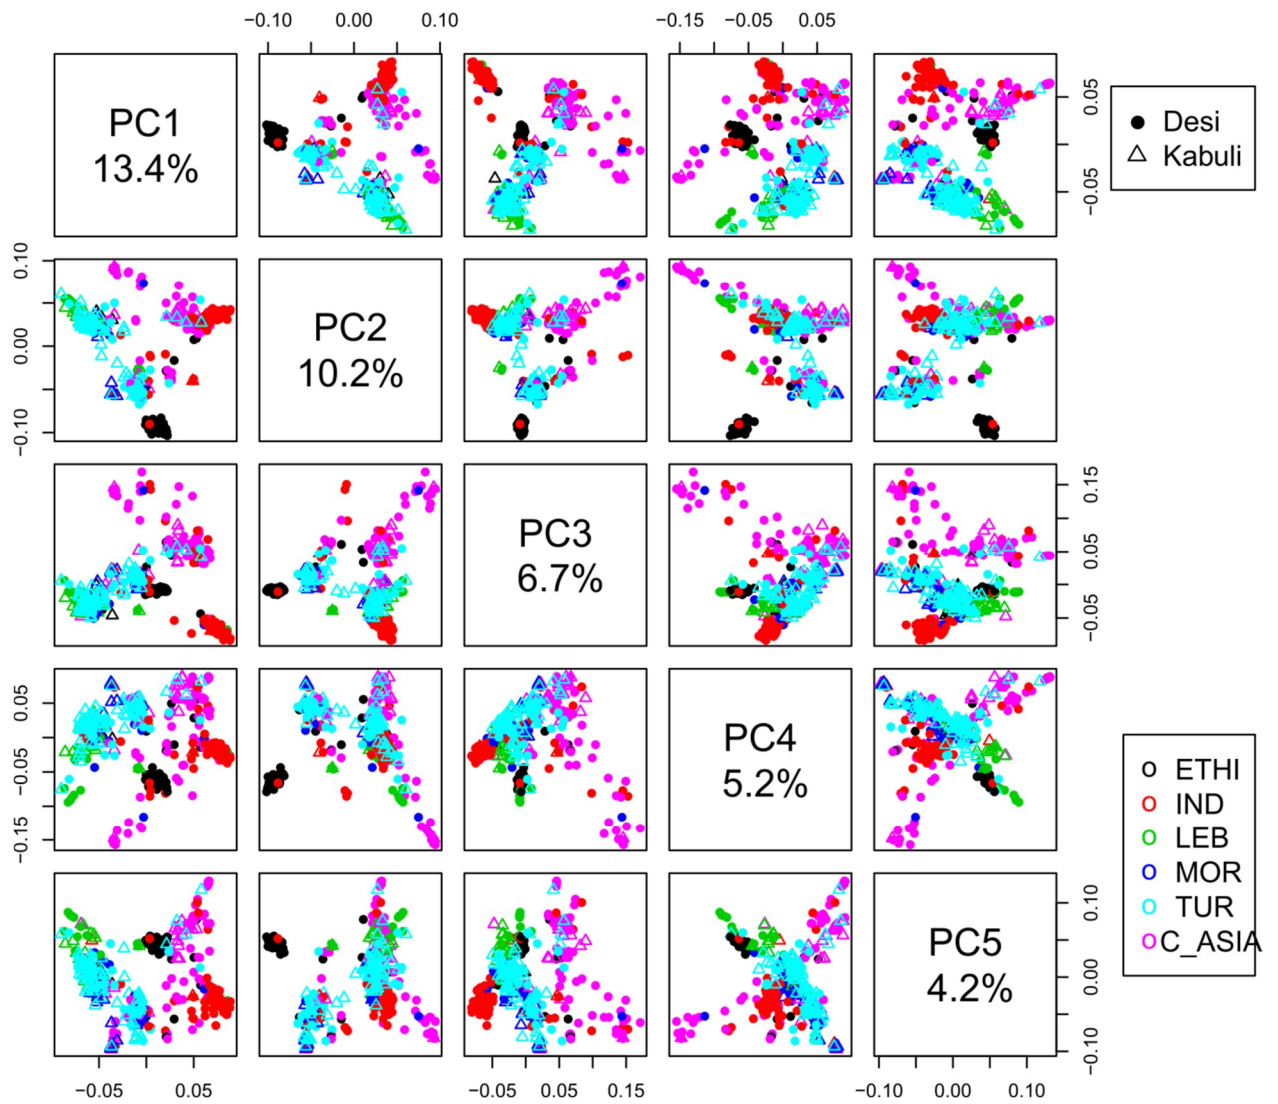 −0.10 0.00 0.10 −0.15 −0.05 0.05
PC1
13.4%
0.05
−0.05
Desi
Kabuli
0.10
0.00
−0.10
PC2
10.2%
PC3
6.7%
0.15
0.05
−0.05
0.05
−0.05
−0.15
PC4
5.2%
ETHI
IND
LEB
MOR
TUR
C_ASIA
PC5
4.2%
0.10
0.00
−0.10
−0.05 0.05 −0.05 0.05 0.15 −0.10 0.00 0.10